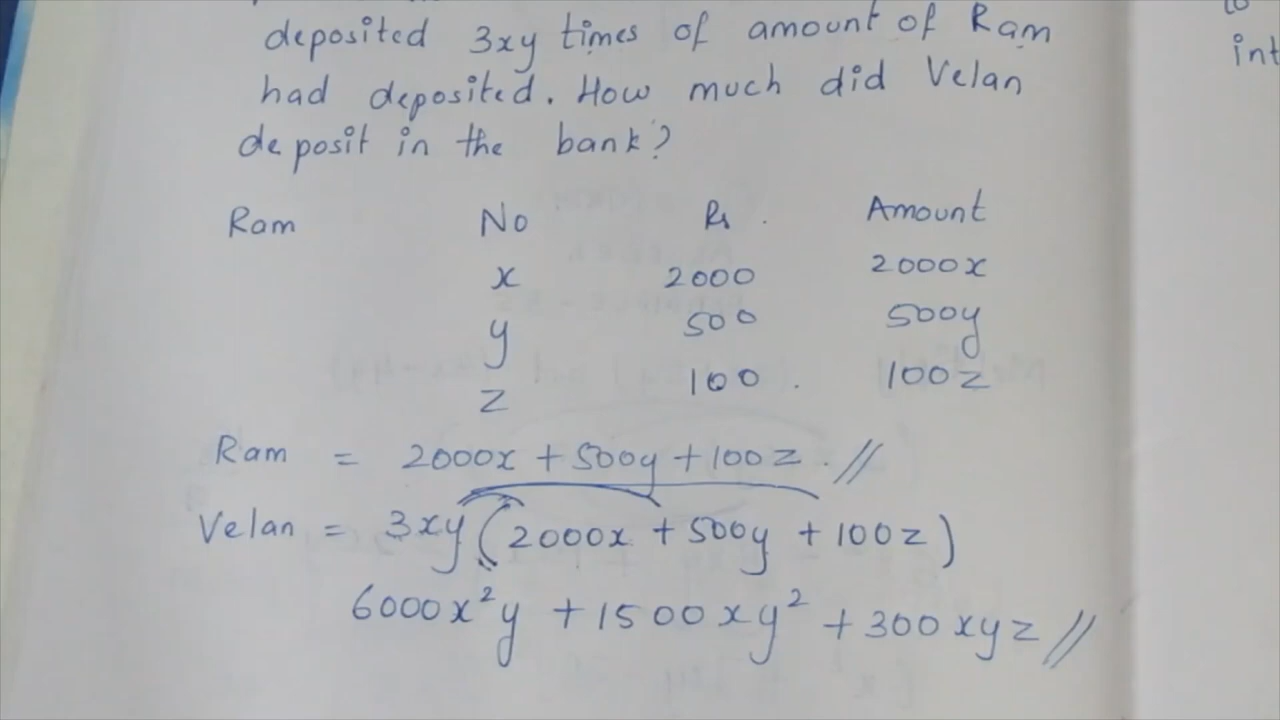 deposited 3xy times of amount of Ram
had deposited. How much did Velan
deposit in the bank?
Ram No Rs. Amount
x 2000 2000x
y 500 500y
z 100. 100z
Ram = 2000x + 500y + 100z. //
Velan = 3xy(2000x + 500y + 100z)
6000x²y + 1500xy² + 300xyz //
to
int